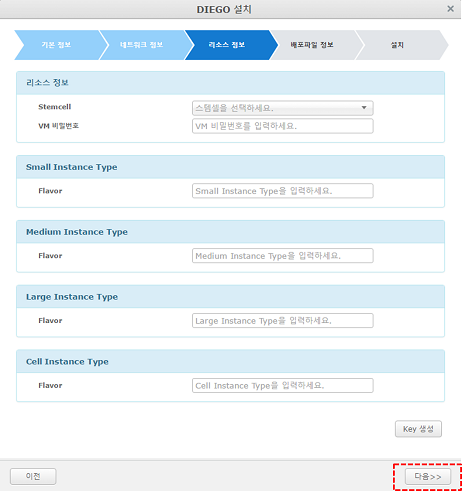 DIEGO 설치
기본 정보
네트워크 정보
리소스 정보
배포파일 정보
설치
리소스 정보
Stemcell 스템셀을 선택하세요.
VM 비밀번호 VM 비밀번호를 입력하세요.
Small Instance Type
Flavor Small Instance Type을 입력하세요.
Medium Instance Type
Flavor Medium Instance Type을 입력하세요.
Large Instance Type
Flavor Large Instance Type을 입력하세요.
Cell Instance Type
Flavor Cell Instance Type을 입력하세요.
Key 생성
이전
다음>>